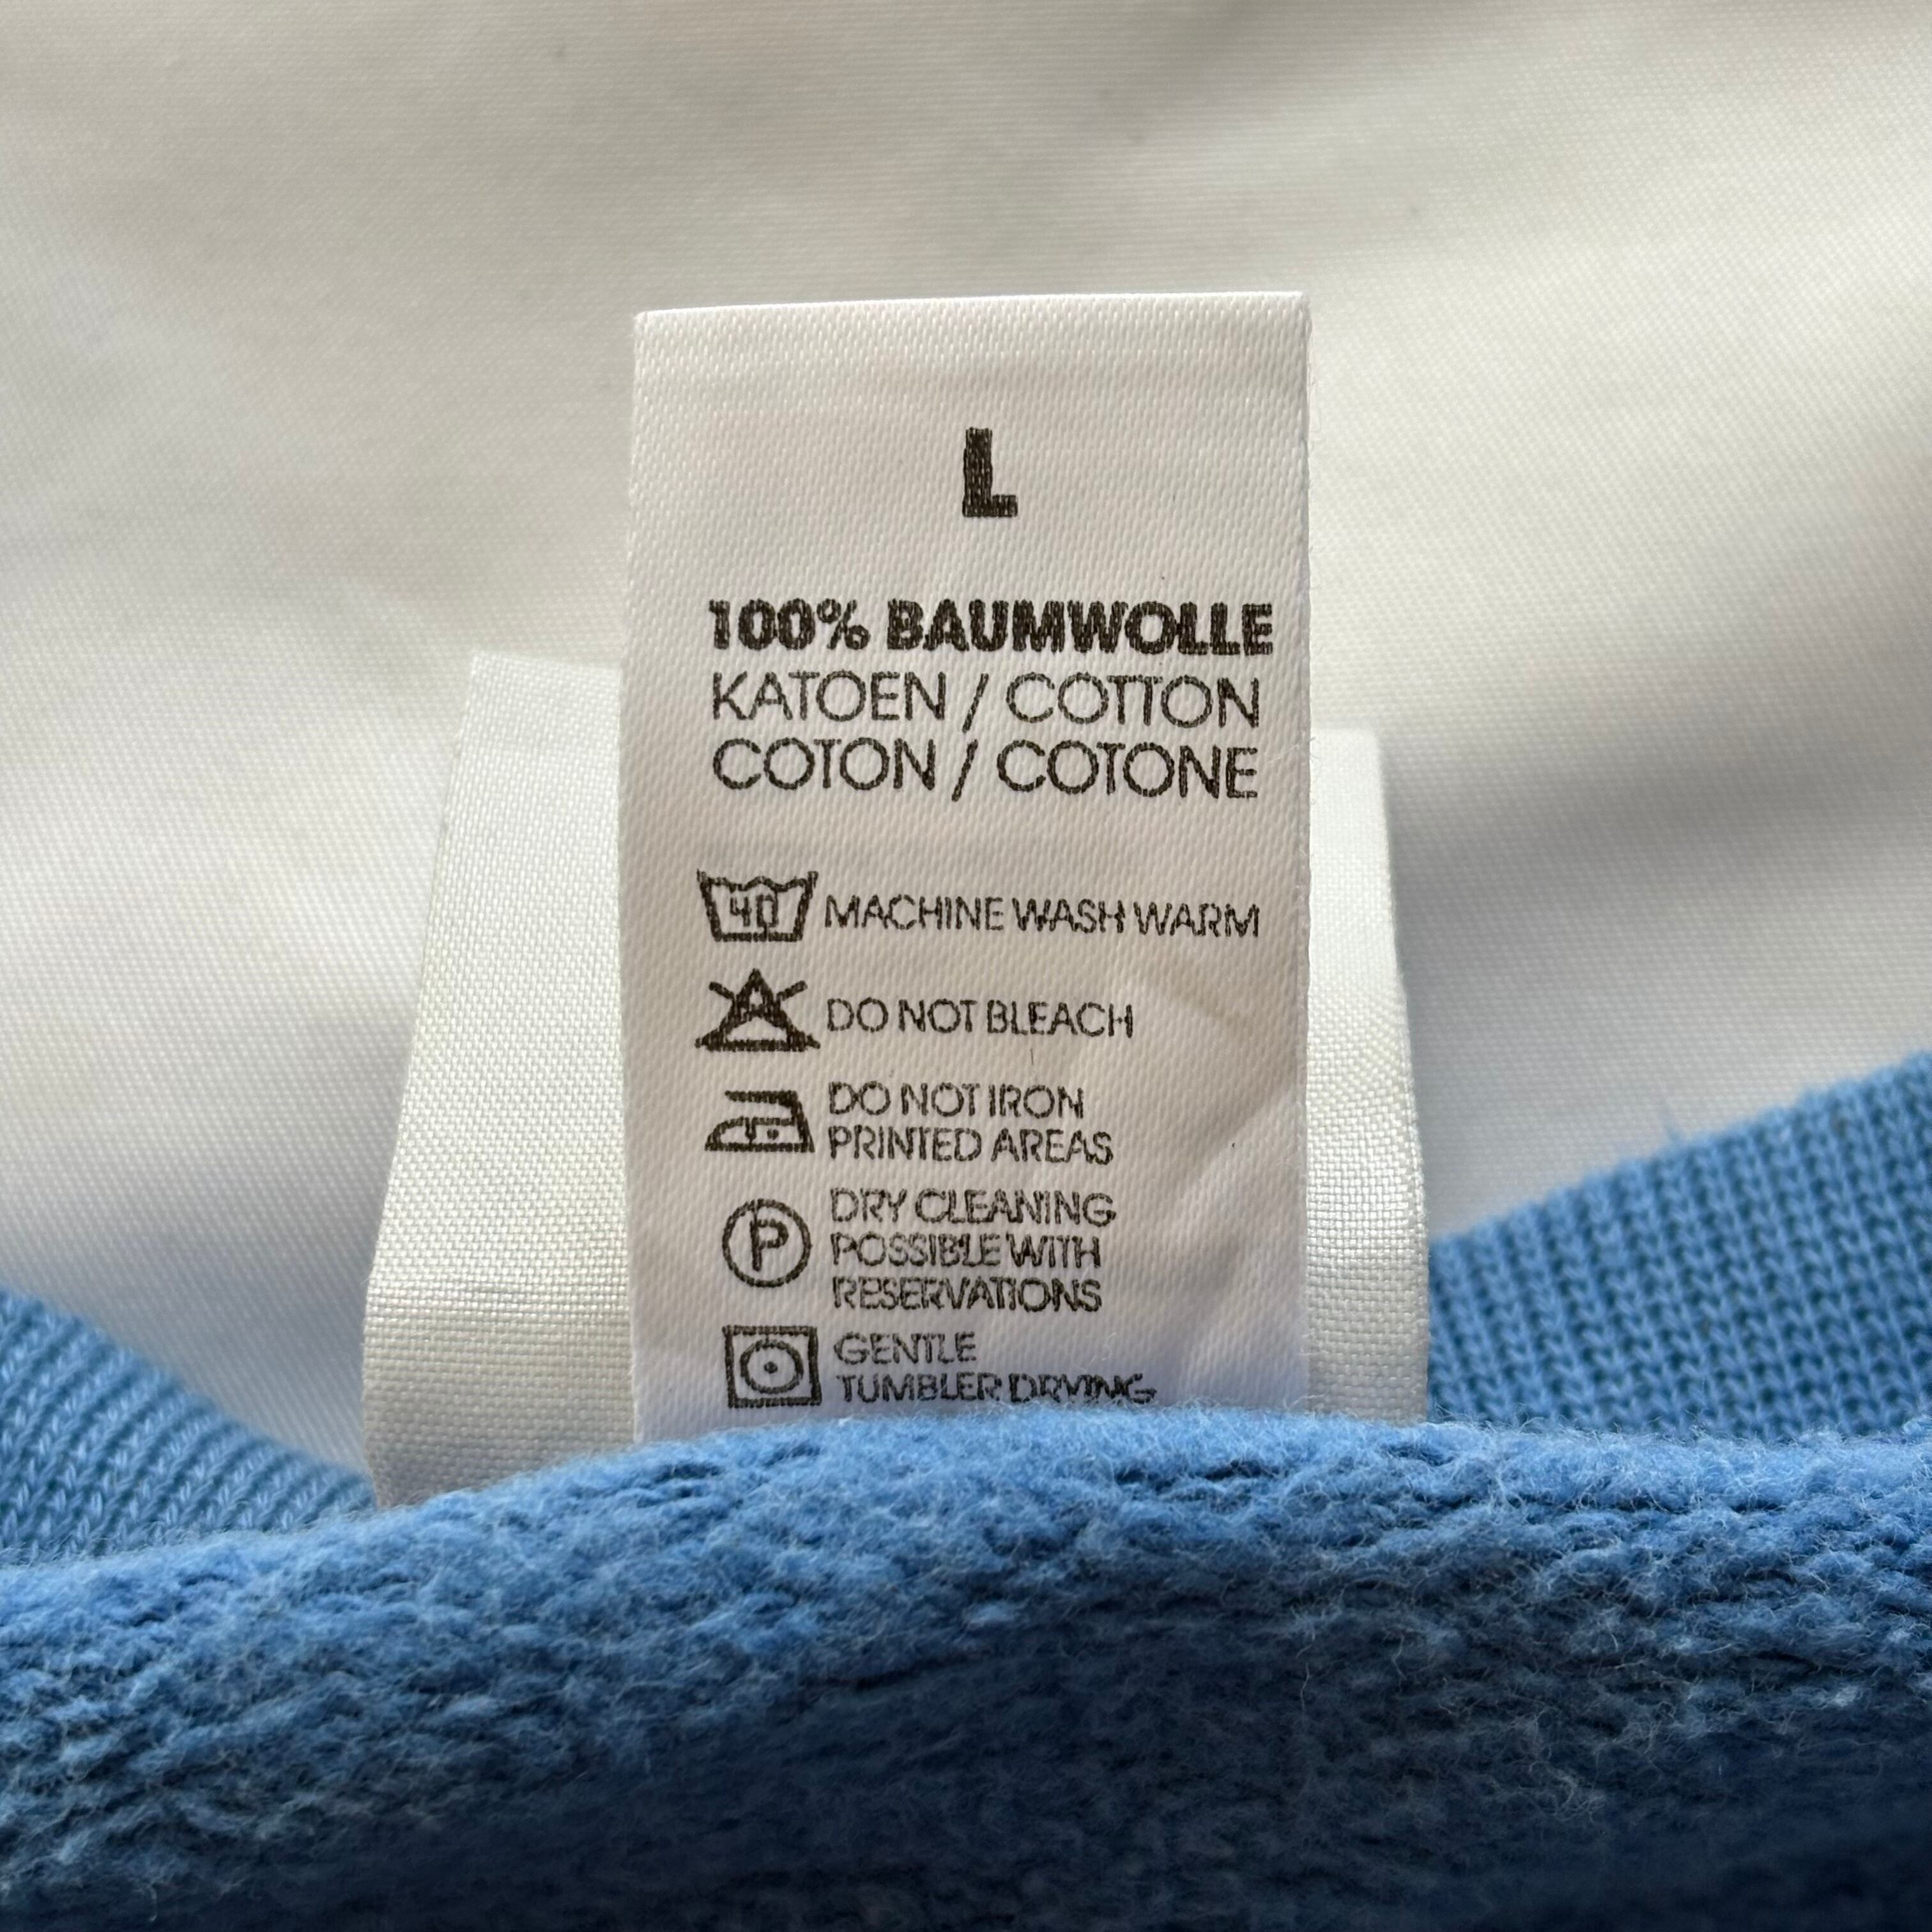 L
100% BAUMWOLLE
KATOEN / COTTON
COTON / COTONE
40 MACHINE WASH WARM
DO NOT BLEACH
DO NOT IRON
PRINTED AREAS
DRY CLEANING
P POSSIBLE WITH
RESERVATIONS
GENTLE
TUMBLER DRYING